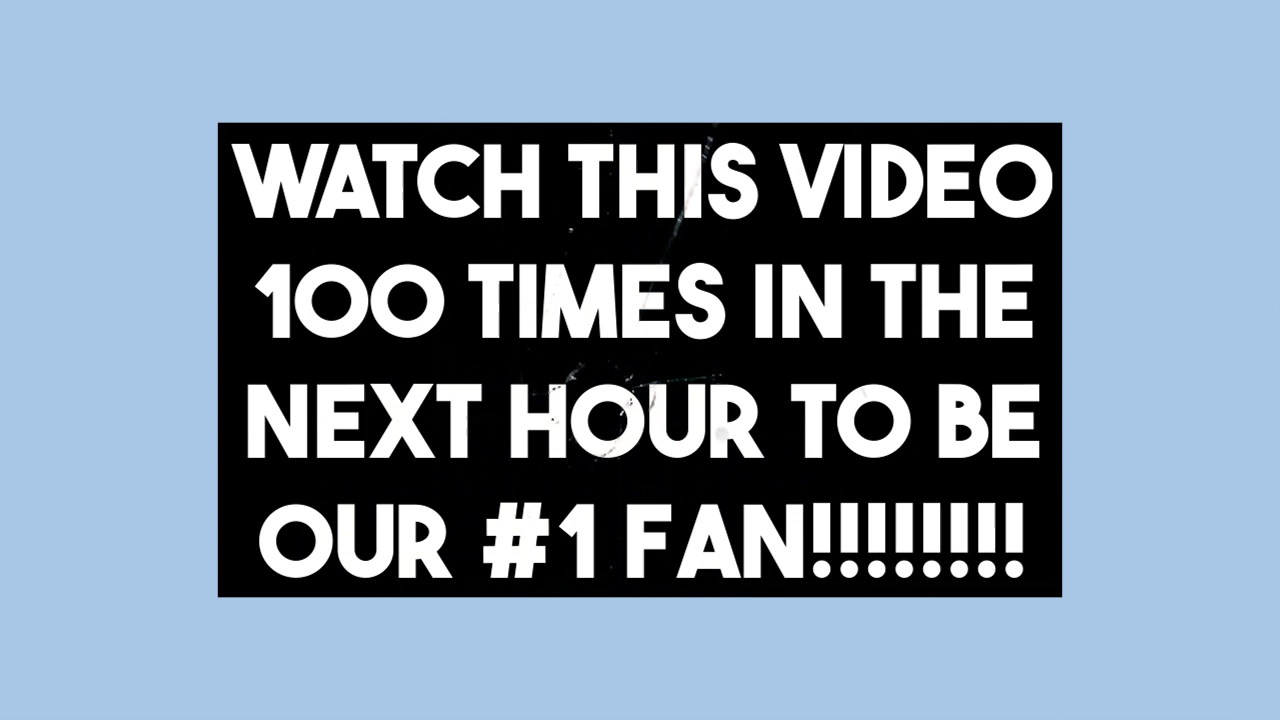 WATCH THIS VIDEO
100 TIMES IN THE
NEXT HOUR TO BE
OUR #1 FAN!!!!!!!!